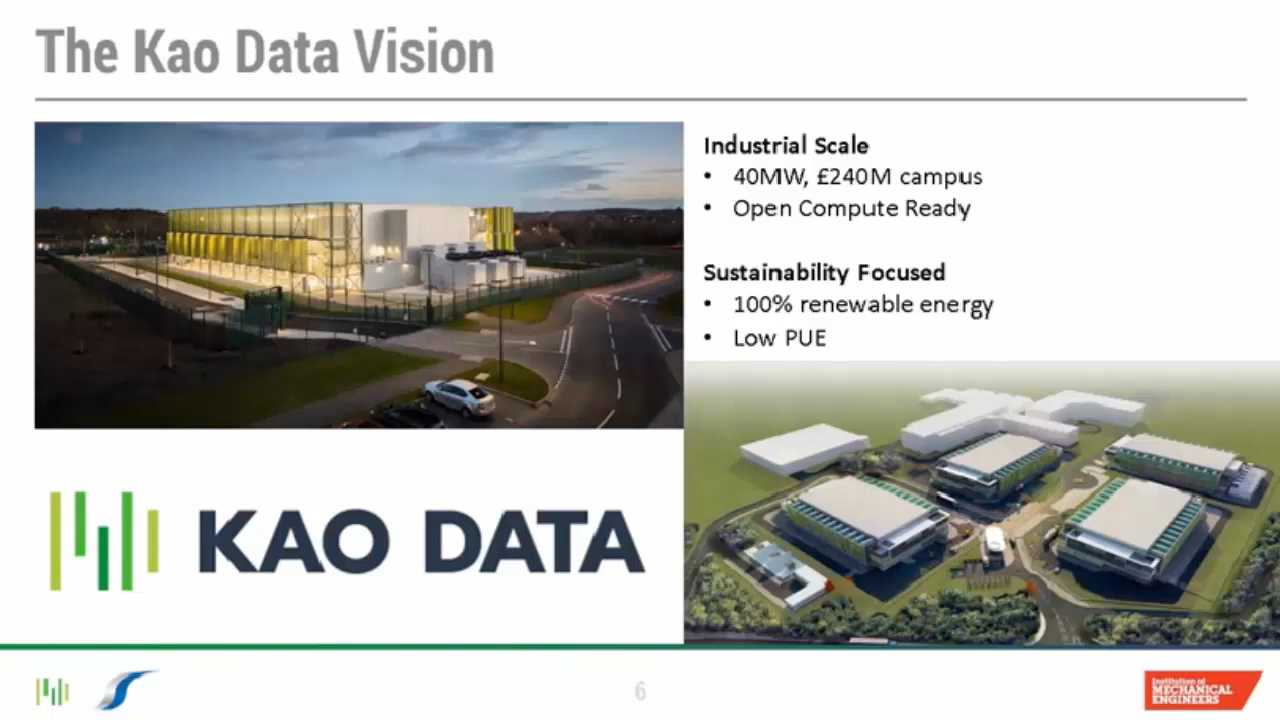 The Kao Data Vision
Industrial Scale
• 40MW, £240M campus
• Open Compute Ready
Sustainability Focused
• 100% renewable energy
• Low PUE
KAO DATA
6
Institution of
MECHANICAL
ENGINEERS